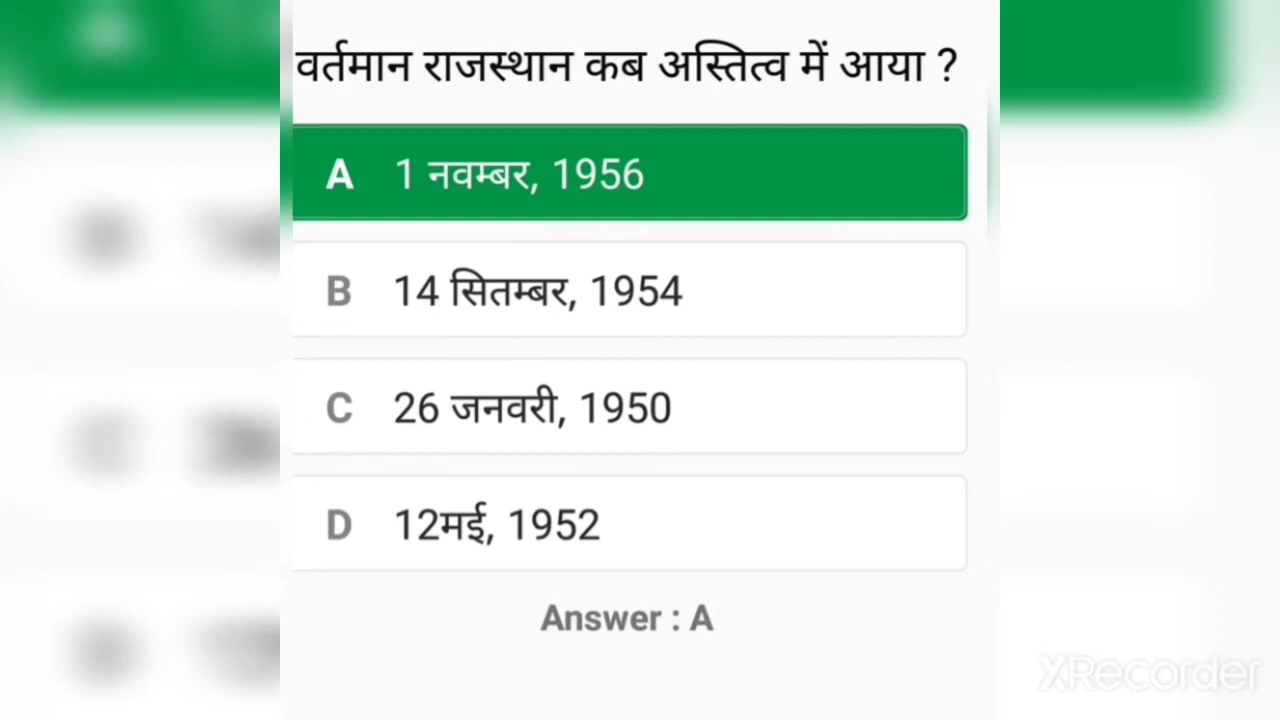 वर्तमान राजस्थान कब अस्तित्व में आया ?
A 1 नवम्बर, 1956
B 14 सितम्बर, 1954
C 26 जनवरी, 1950
D 12मई, 1952
Answer : A
XRecorder